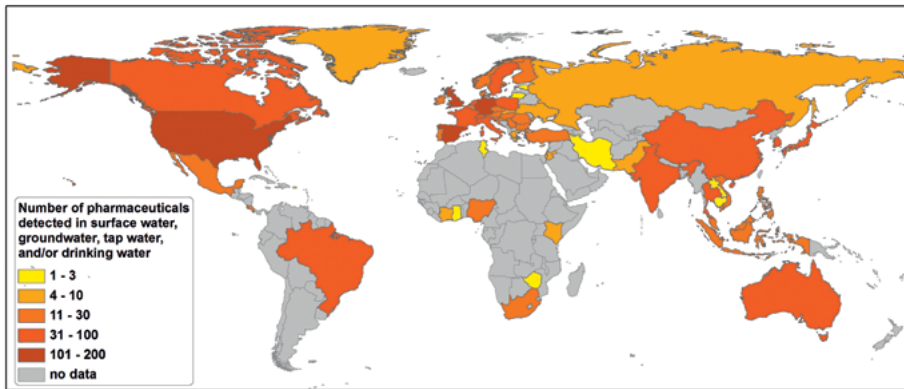 Number of pharmaceuticals
detected in surface water,
groundwater, tap water,
and/or drinking water
1 - 3
4 - 10
11 - 30
31 - 100
101 - 200
no data